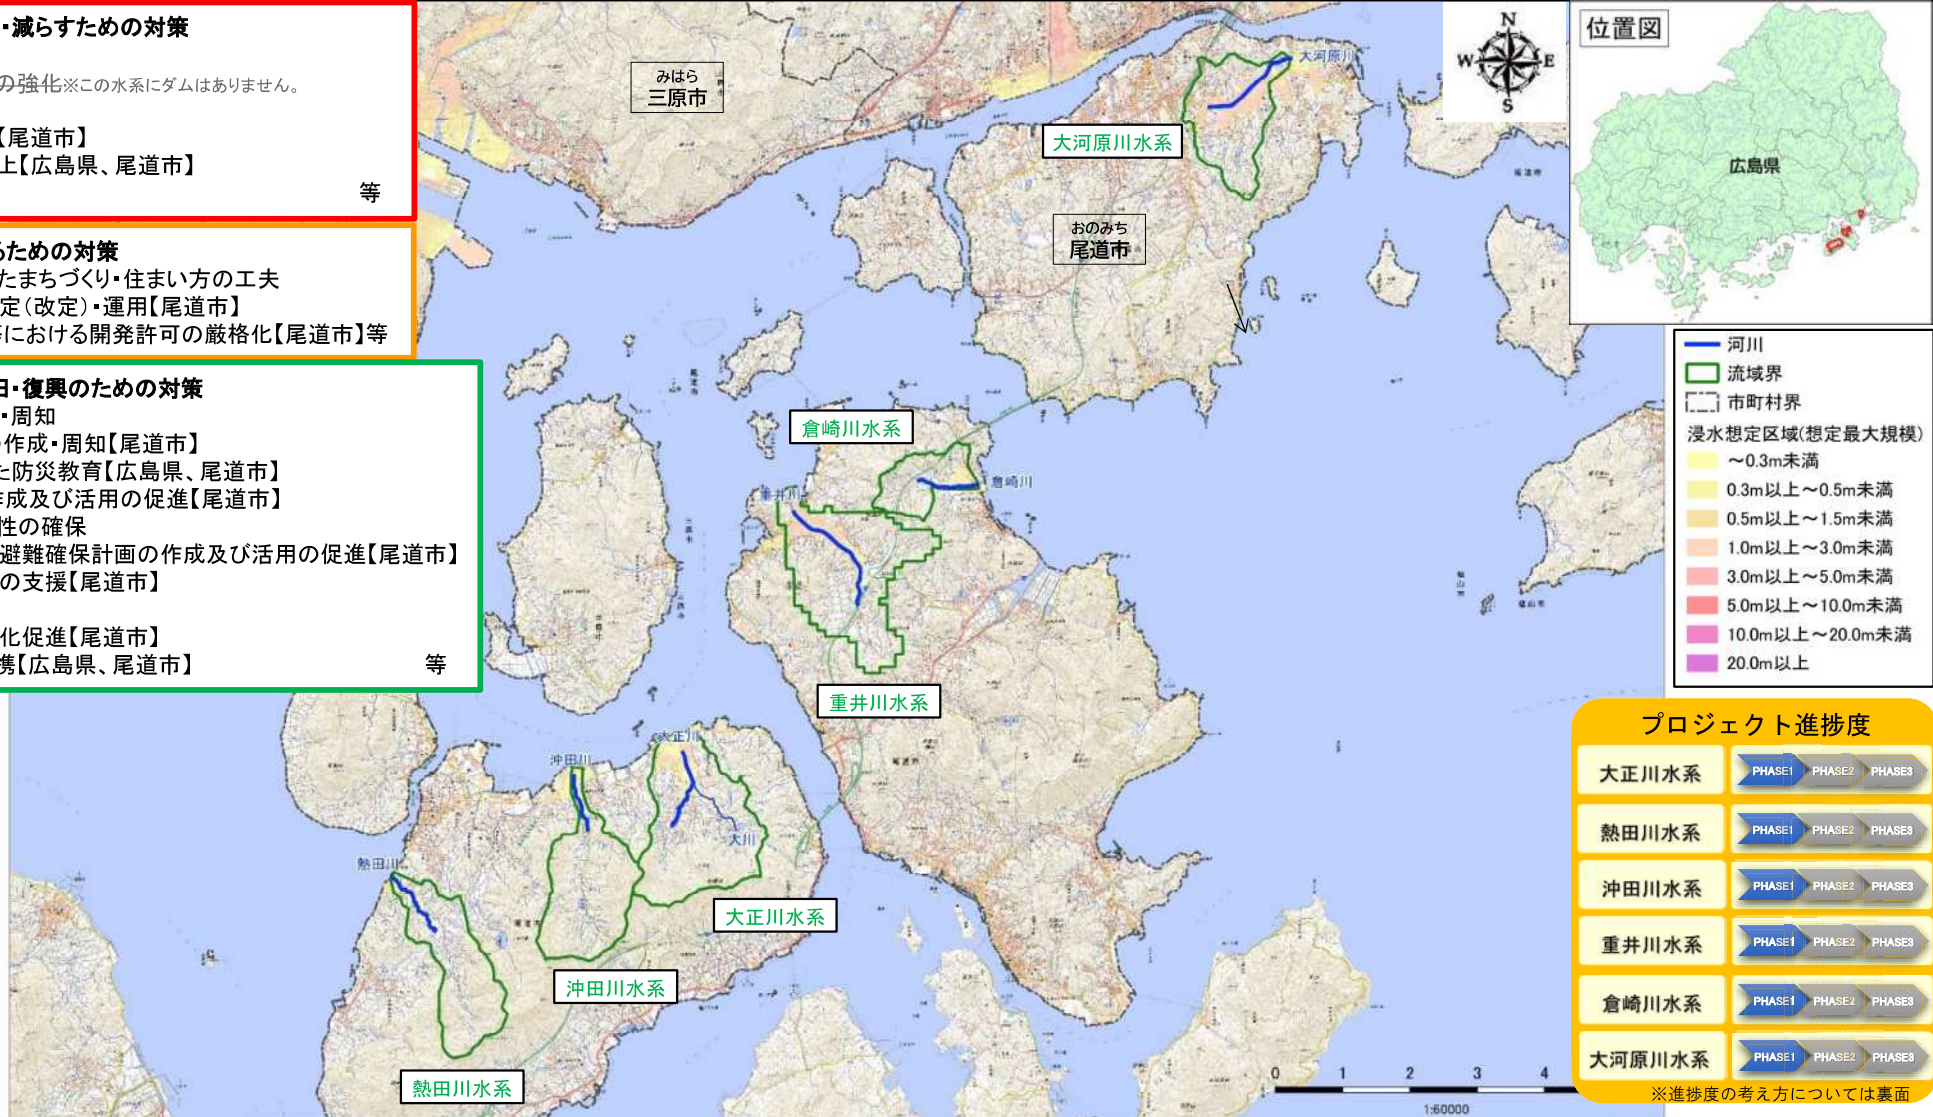 ・減らすための対策
の強化※この水系にダムはありません。
【尾道市】
上【広島県、尾道市】
等
るための対策
たまちづくり・住まい方の工夫
定(改定)・運用【尾道市】
における開発許可の厳格化【尾道市】等
旧・復興のための対策
・周知
作成・周知【尾道市】
た防災教育【広島県、尾道市】
作成及び活用の促進【尾道市】
性の確保
避難確保計画の作成及び活用の促進【尾道市】
の支援【尾道市】
化促進【尾道市】
携【広島県、尾道市】
等
みはら
三原市
大河原川
大河原川水系
おのみち
尾道市
倉崎川水系
倉崎川
重井川
重井川水系
大正川
沖田川
大川
熱田川
大正川水系
沖田川水系
熱田川水系
N
W
E
S
位置図
広島県
河川
流域界
市町村界
浸水想定区域(想定最大規模)
～0.3m未満
0.3m以上～0.5m未満
0.5m以上～1.5m未満
1.0m以上～3.0m未満
3.0m以上～5.0m未満
5.0m以上～10.0m未満
10.0m以上～20.0m未満
20.0m以上
プロジェクト進捗度
大正川水系 PHASE1 PHASE2 PHASE3
熱田川水系 PHASE1 PHASE2 PHASE3
沖田川水系 PHASE1 PHASE2 PHASE3
重井川水系 PHASE1 PHASE2 PHASE3
倉崎川水系 PHASE1 PHASE2 PHASE3
大河原川水系 PHASE1 PHASE2 PHASE3
※進捗度の考え方については裏面
0 1 2 3 4
1:60000